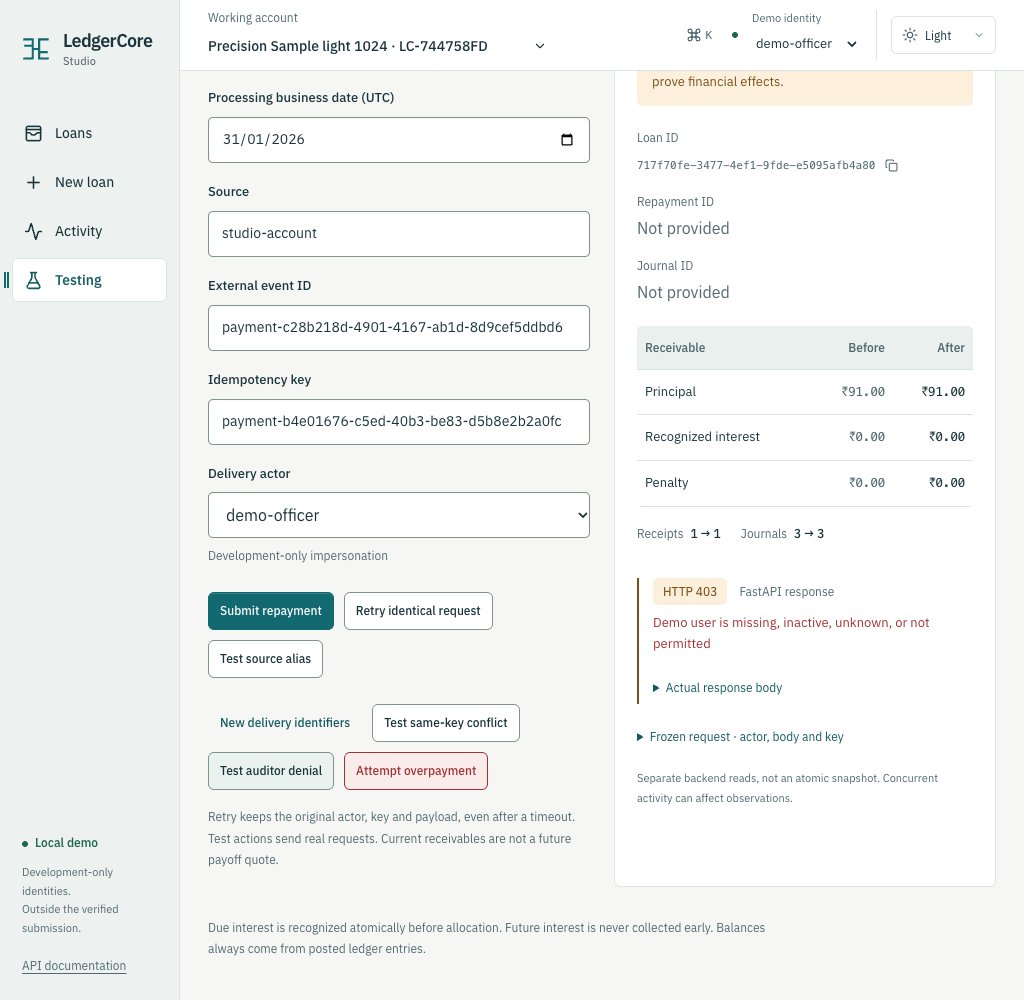 LedgerCore
Studio
Loans
New loan
Activity
Testing
Local demo
Development-only
identities.
Outside the verified
submission.
API documentation
Working account
Precision Sample light 1024 · LC-744758FD
⌘ K
Demo identity
demo-officer
Light
Processing business date (UTC)
31/01/2026
Source
studio-account
External event ID
payment-c28b218d-4901-4167-ab1d-8d9cef5ddbd6
Idempotency key
payment-b4e01676-c5ed-40b3-be83-d5b8e2b2a0fc
Delivery actor
demo-officer
Development-only impersonation
Submit repayment
Retry identical request
Test source alias
New delivery identifiers
Test same-key conflict
Test auditor denial
Attempt overpayment
Retry keeps the original actor, key and payload, even after a timeout.
Test actions send real requests. Current receivables are not a future
payoff quote.
prove financial effects.
Loan ID
717f70fe-3477-4ef1-9fde-e5095afb4a80
Repayment ID
Not provided
Journal ID
Not provided
Receivable Before After
Principal ₹91.00 ₹91.00
Recognized interest ₹0.00 ₹0.00
Penalty ₹0.00 ₹0.00
Receipts 1 → 1 Journals 3 → 3
HTTP 403 FastAPI response
Demo user is missing, inactive, unknown, or not
permitted
Actual response body
Frozen request · actor, body and key
Separate backend reads, not an atomic snapshot. Concurrent
activity can affect observations.
Due interest is recognized atomically before allocation. Future interest is never collected early. Balances
always come from posted ledger entries.